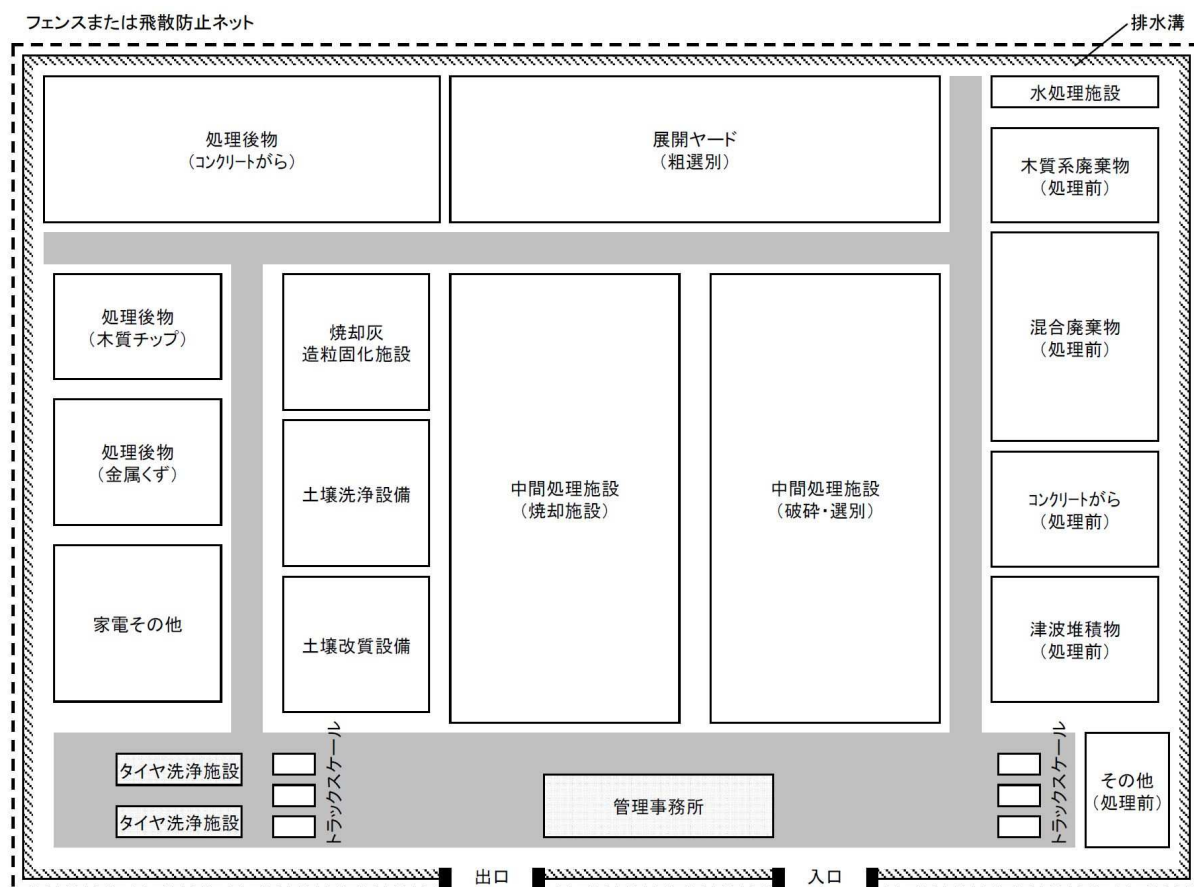 フェンスまたは飛散防止ネット
排水溝
処理後物
（コンクリートがら）
展開ヤード
（粗選別）
水処理施設
木質系廃棄物
（処理前）
処理後物
（木質チップ）
焼却灰
造粒固化施設
混合廃棄物
（処理前）
処理後物
（金属くず）
土壌洗浄設備
中間処理施設
（焼却施設）
中間処理施設
（破砕・選別）
コンクリートがら
（処理前）
家電その他
土壌改質設備
津波堆積物
（処理前）
タイヤ洗浄施設
タイヤ洗浄施設
トラックスケール
管理事務所
トラックスケール
その他
（処理前）
出口
入口